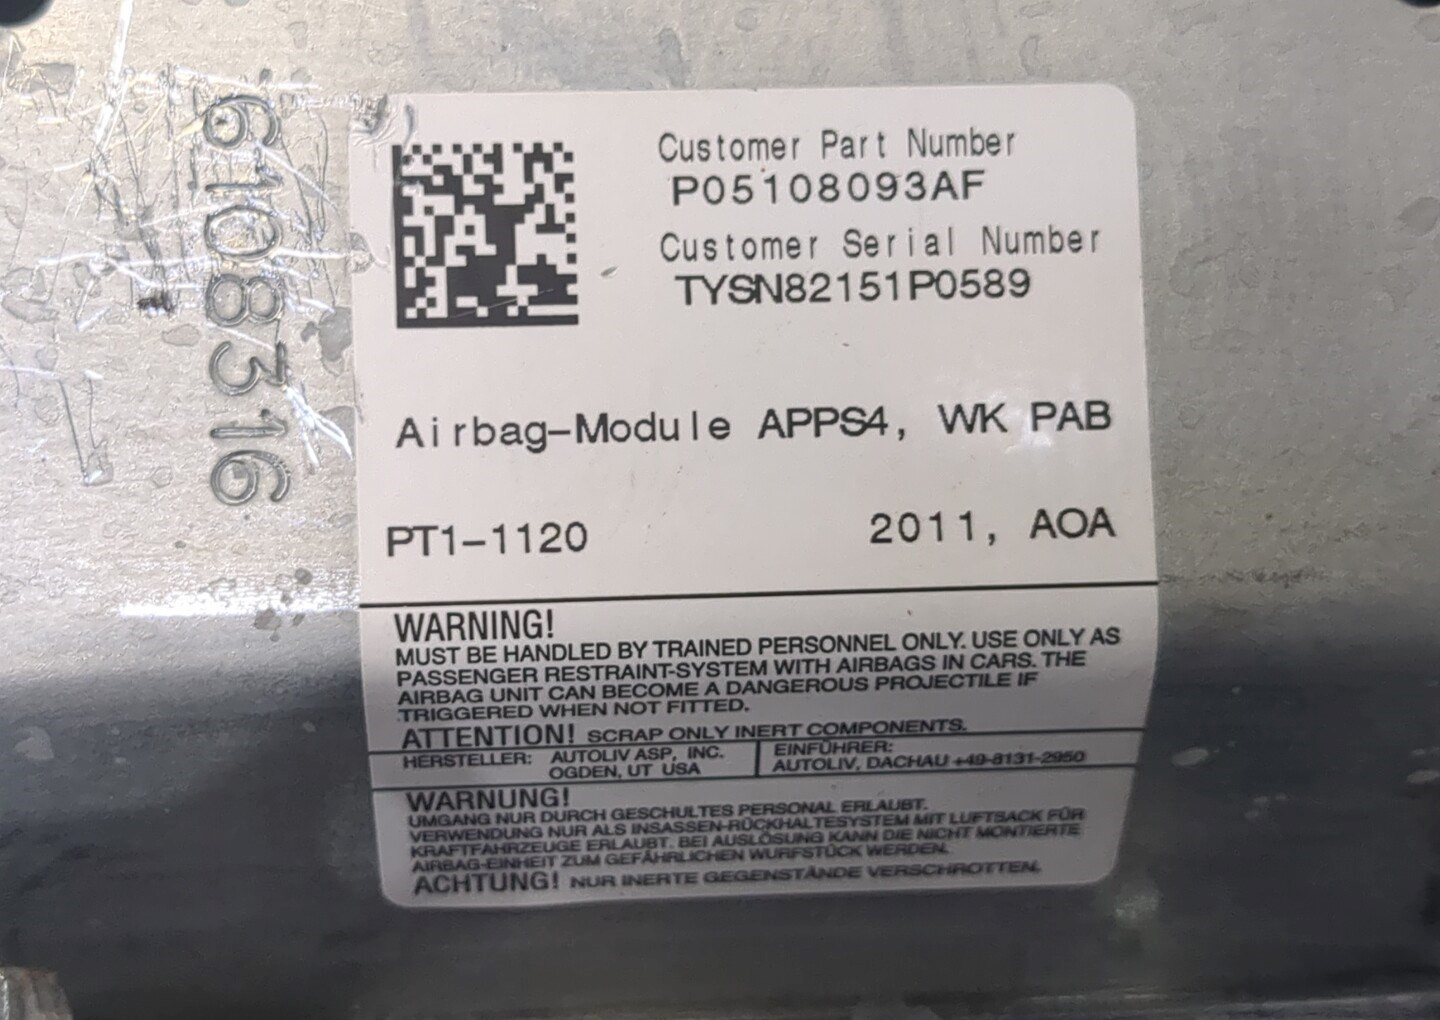 61108316
Customer Part Number
P05108093AF
Customer Serial Number
TYSN82151P0589
Airbag-Module APPS4, WK PAB
PT1-1120 2011, AOA
WARNING!
MUST BE HANDLED BY TRAINED PERSONNEL ONLY. USE ONLY AS
PASSENGER RESTRAINT-SYSTEM WITH AIRBAGS IN CARS. THE
AIRBAG UNIT CAN BECOME A DANGEROUS PROJECTILE IF
TRIGGERED WHEN NOT FITTED.
ATTENTION! SCRAP ONLY INERT COMPONENTS.
HERSTELLER: AUTOLIV ASP, INC.
OGDEN, UT USA
EINFÜHRER:
AUTOLIV, DACHAU +49-8131-2950
WARNUNG!
UMGANG NUR DURCH GESCHULTES PERSONAL ERLAUBT.
VERWENDUNG NUR ALS INSASSEN-RÜCKHALTESYSTEM MIT LUFTSACK FÜR
KRAFTFAHRZEUGE ERLAUBT. BEI AUSLÖSUNG KANN DIE NICHT MONTIERTE
AIRBAG-EINHEIT ZUM GEFÄHRLICHEN WURFSTÜCK WERDEN.
ACHTUNG! NUR INERTE GEGENSTÄNDE VERSCHROTTEN.